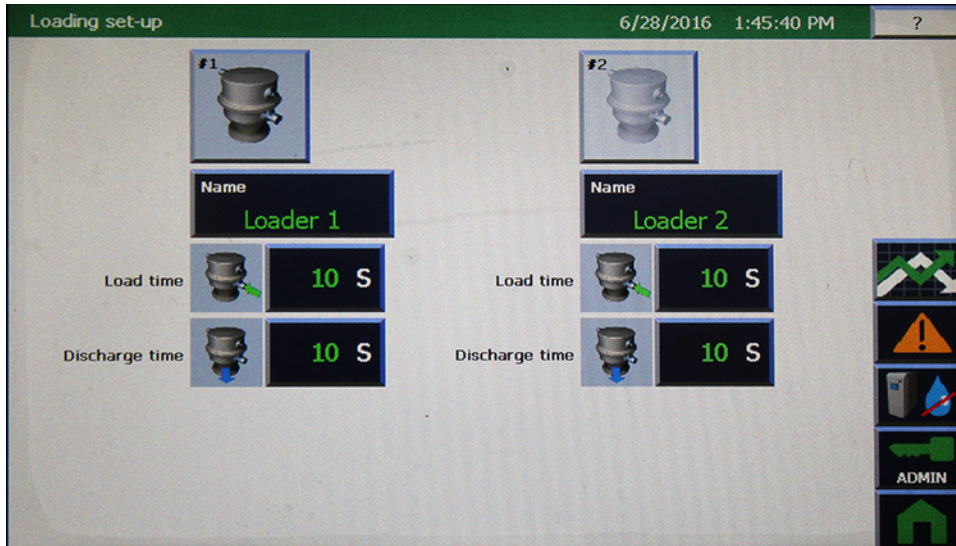 Loading set-up 6/28/2016 1:45:40 PM ?
#1 #2
Name Name
Loader 1 Loader 2
Load time 10 S Load time 10 S
Discharge time 10 S Discharge time 10 S
ADMIN